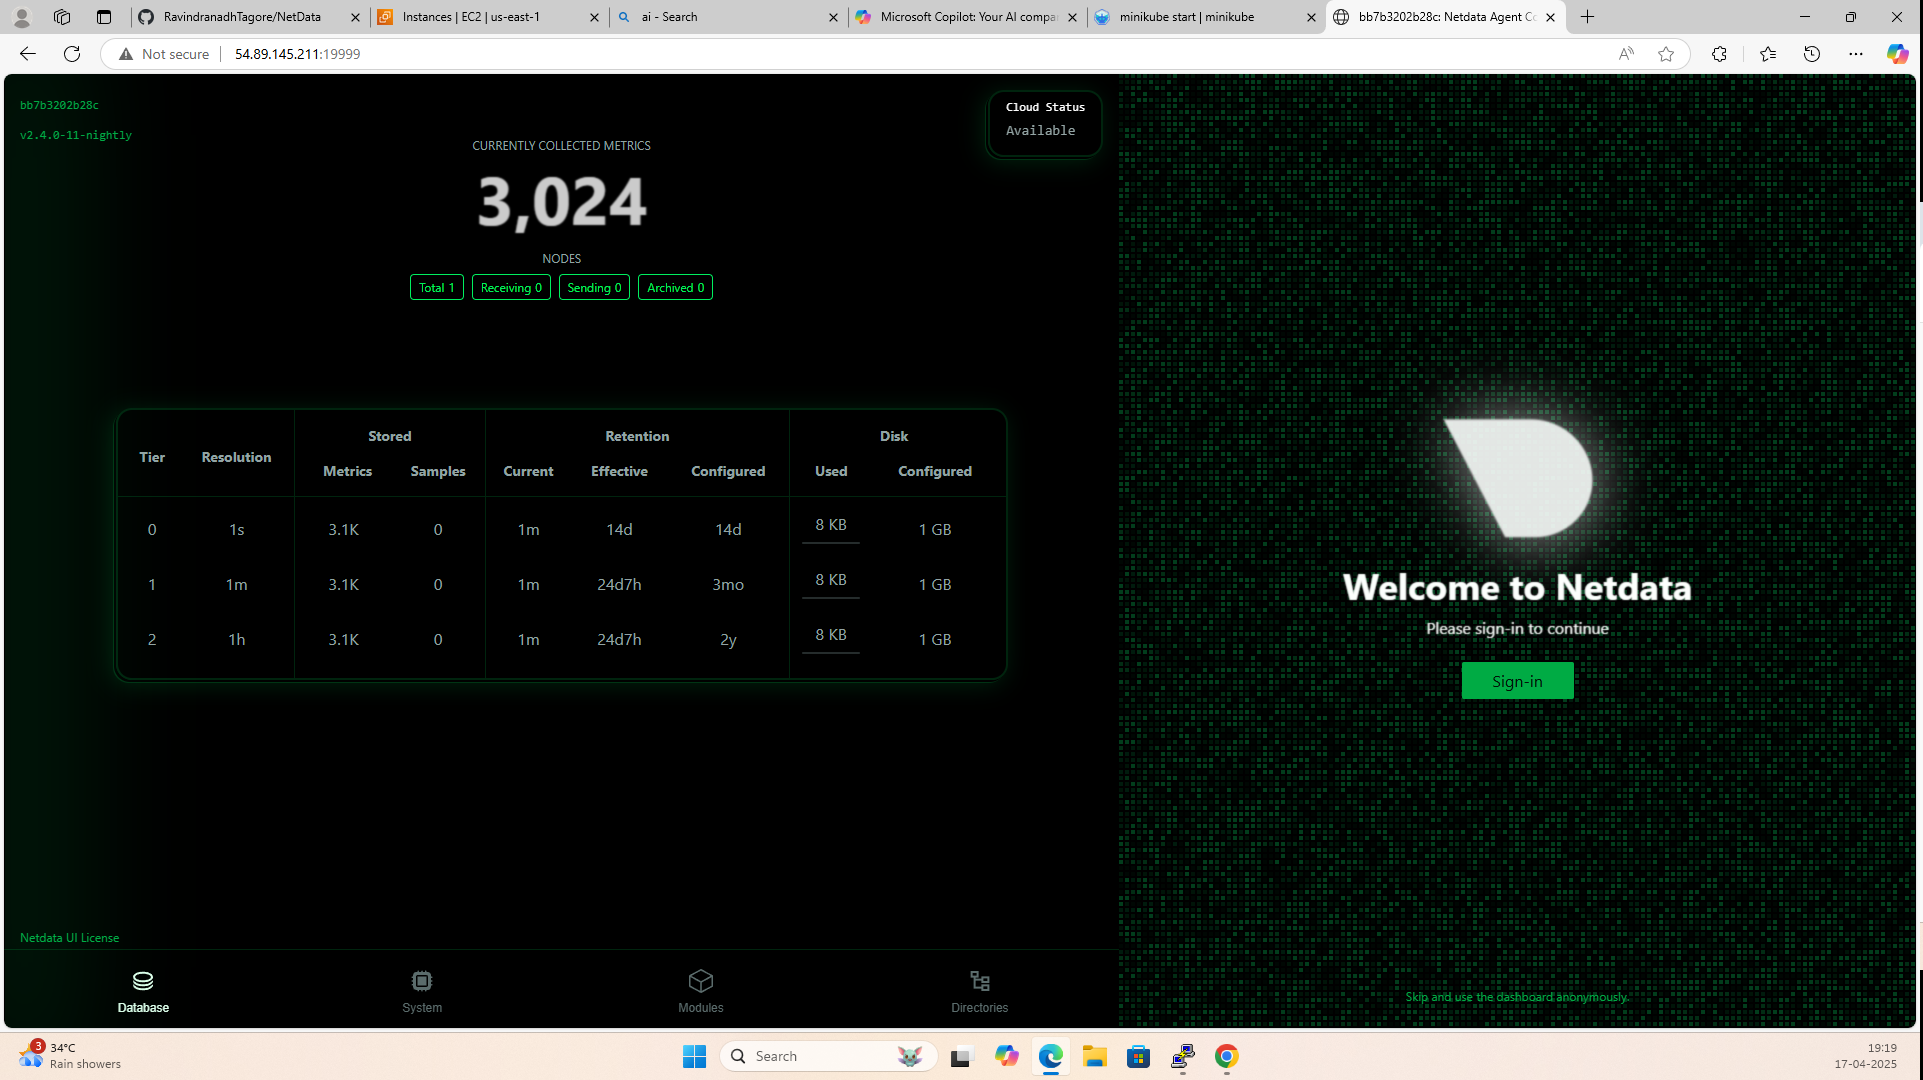 RavindranadhTagore/NetData
Instances | EC2 | us-east-1
ai - Search
Microsoft Copilot: Your AI compa
minikube start | minikube
bb7b3202b28c: Netdata Agent Co
Not secure
54.89.145.211:19999
bb7b3202b28c
v2.4.0-11-nightly
Cloud Status
Available
CURRENTLY COLLECTED METRICS
3,024
NODES
Total 1 Receiving 0 Sending 0 Archived 0
Stored Retention Disk
Tier Resolution
Metrics Samples Current Effective Configured Used Configured
0 1s 3.1K 0 1m 14d 14d 8 KB 1 GB
1 1m 3.1K 0 1m 24d7h 3mo 8 KB 1 GB
2 1h 3.1K 0 1m 24d7h 2y 8 KB 1 GB
Welcome to Netdata
Please sign-in to continue
Sign-in
Netdata UI License
Database System Modules Directories
Skip and use the dashboard anonymously.
3
34°C
Rain showers
Search
19:19
17-04-2025